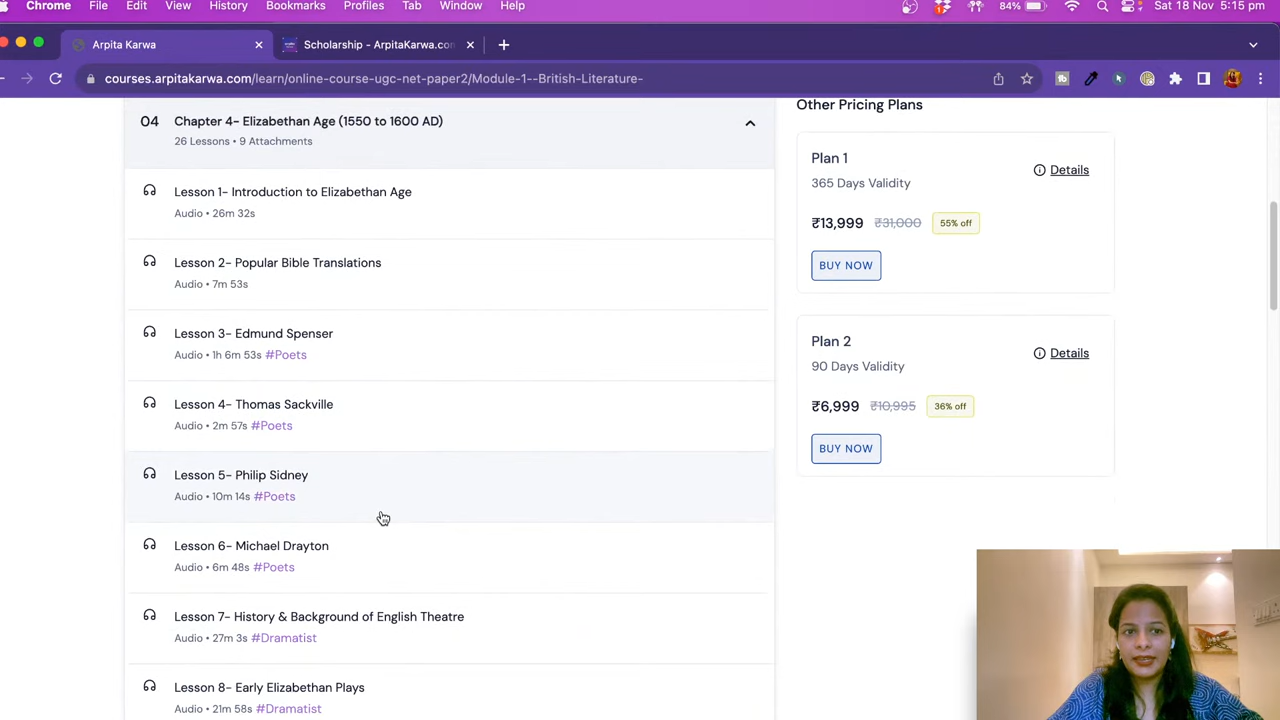 Chrome File Edit View History Bookmarks Profiles Tab Window Help 84% Sat 18 Nov 5:15 pm
Arpita Karwa
Scholarship - ArpitaKarwa.co
courses.arpitakarwa.com/learn/online-course-ugc-net-paper2/Module-1--British-Literature-
04 Chapter 4- Elizabethan Age (1550 to 1600 AD)
26 Lessons • 9 Attachments
Lesson 1- Introduction to Elizabethan Age
Audio • 26m 32s
Lesson 2- Popular Bible Translations
Audio • 7m 53s
Lesson 3- Edmund Spenser
Audio • 1h 6m 53s #Poets
Lesson 4- Thomas Sackville
Audio • 2m 57s #Poets
Lesson 5- Philip Sidney
Audio • 10m 14s #Poets
Lesson 6- Michael Drayton
Audio • 6m 48s #Poets
Lesson 7- History & Background of English Theatre
Audio • 27m 3s #Dramatist
Lesson 8- Early Elizabethan Plays
Audio • 21m 58s #Dramatist
Other Pricing Plans
Plan 1
Details
365 Days Validity
₹13,999 ₹31,000 55% off
BUY NOW
Plan 2
Details
90 Days Validity
₹6,999 ₹10,995 36% off
BUY NOW